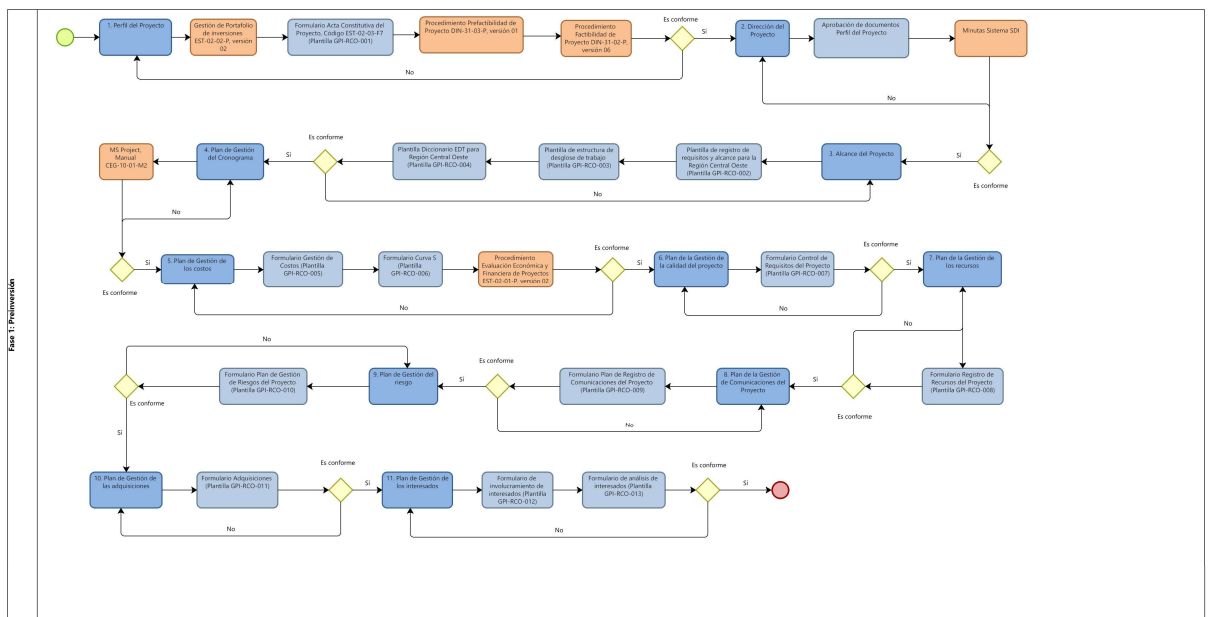 Fase 1: Preinversión
1. Perfil del Proyecto
Gestión de Portafolio
de inversiones
EST-02-02-P, versión
02
Formulario Acta Constitutiva del
Proyecto, Código EST-02-03-F7
(Plantilla GPI-RCO-001)
Procedimiento Prefactibilidad de
Proyecto DIN-31-03-P, versión 01
Procedimiento
Factibilidad de
Proyecto DIN-31-02-P,
versión 06
Es conforme
Si
No
2. Dirección del
Proyecto
Aprobación de documentos
Perfil del Proyecto
Minutas Sistema SDI
No
Es conforme
Sí
3. Alcance del Proyecto
Plantilla de registro de
requisitos y alcance para la
Región Central Oeste
(Plantilla GPI-RCO-002)
Plantilla de estructura de
desglose de trabajo
(Plantilla GPI-RCO-003)
Plantilla Diccionario EDT para
Región Central Oeste
(Plantilla GPI-RCO-004)
Es conforme
Si
No
4. Plan de Gestión
del Cronograma
MS Project,
Manual
CEG-10-01-M2
No
Es conforme
Si
5. Plan de Gestión de
los costos
Formulario Gestión de
Costos (Plantilla
GPI-RCO-005)
Formulario Curva S
(Plantilla
GPI-RCO-006)
Procedimiento
Evaluación Económica y
Financiera de Proyectos
EST-02-01-P, versión 02
Es conforme
Si
No
6. Plan de la Gestión de
la calidad del proyecto
Formulario Control de
Requisitos del Proyecto
(Plantilla GPI-RCO-007)
Es conforme
Si
No
7. Plan de la Gestión de
los recursos
No
Formulario Registro de
Recursos del Proyecto
(Plantilla GPI-RCO-008)
Es conforme
Si
8. Plan de la Gestión
de Comunicaciones del
Proyecto
Formulario Plan de Registro de
Comunicaciones del Proyecto
(Plantilla GPI-RCO-009)
Es conforme
Si
No
9. Plan de Gestión del
riesgo
Formulario Plan de Gestión
de Riesgos del Proyecto
(Plantilla GPI-RCO-010)
No
Es conforme
Sí
10. Plan de Gestión de
las adquisiciones
Formulario Adquisiciones
(Plantilla GPI-RCO-011)
Es conforme
Si
No
11. Plan de Gestión de
los interesados
Formulario de
involucramiento de
interesados (Plantilla
GPI-RCO-012)
Formulario de análisis de
interesados (Plantilla
GPI-RCO-013)
Es conforme
Si
No